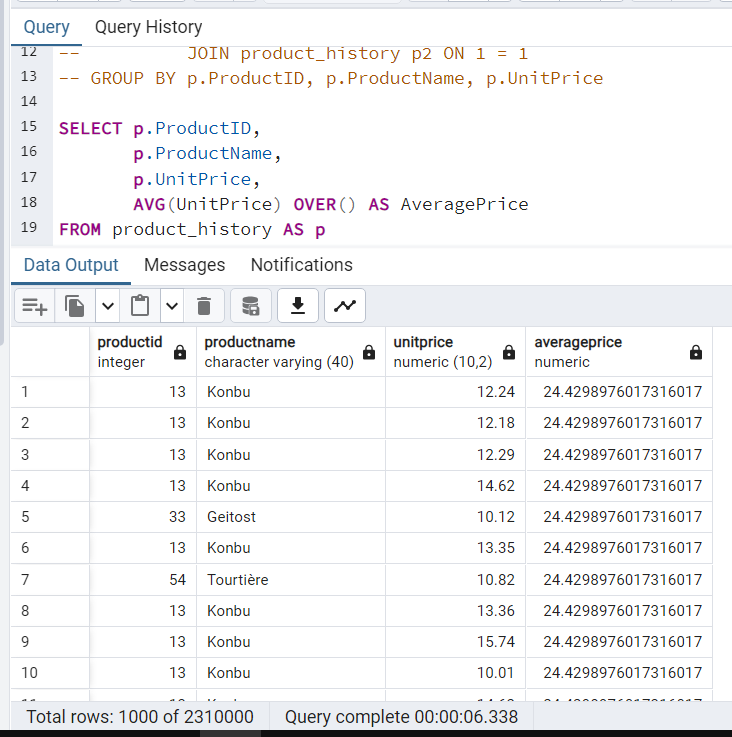 Query Query History
12 -- JOIN product_history p2 ON 1 = 1
13 -- GROUP BY p.ProductID, p.ProductName, p.UnitPrice
14
15 SELECT p.ProductID,
16 p.ProductName,
17 p.UnitPrice,
18 AVG(UnitPrice) OVER() AS AveragePrice
19 FROM product_history AS p
Data Output Messages Notifications
productid productname unitprice averageprice
integer character varying (40) numeric (10,2) numeric
1 13 Konbu 12.24 24.4298976017316017
2 13 Konbu 12.18 24.4298976017316017
3 13 Konbu 12.29 24.4298976017316017
4 13 Konbu 14.62 24.4298976017316017
5 33 Geitost 10.12 24.4298976017316017
6 13 Konbu 13.35 24.4298976017316017
7 54 Tourtière 10.82 24.4298976017316017
8 13 Konbu 13.36 24.4298976017316017
9 13 Konbu 15.74 24.4298976017316017
10 13 Konbu 10.01 24.4298976017316017
Total rows: 1000 of 2310000 Query complete 00:00:06.338